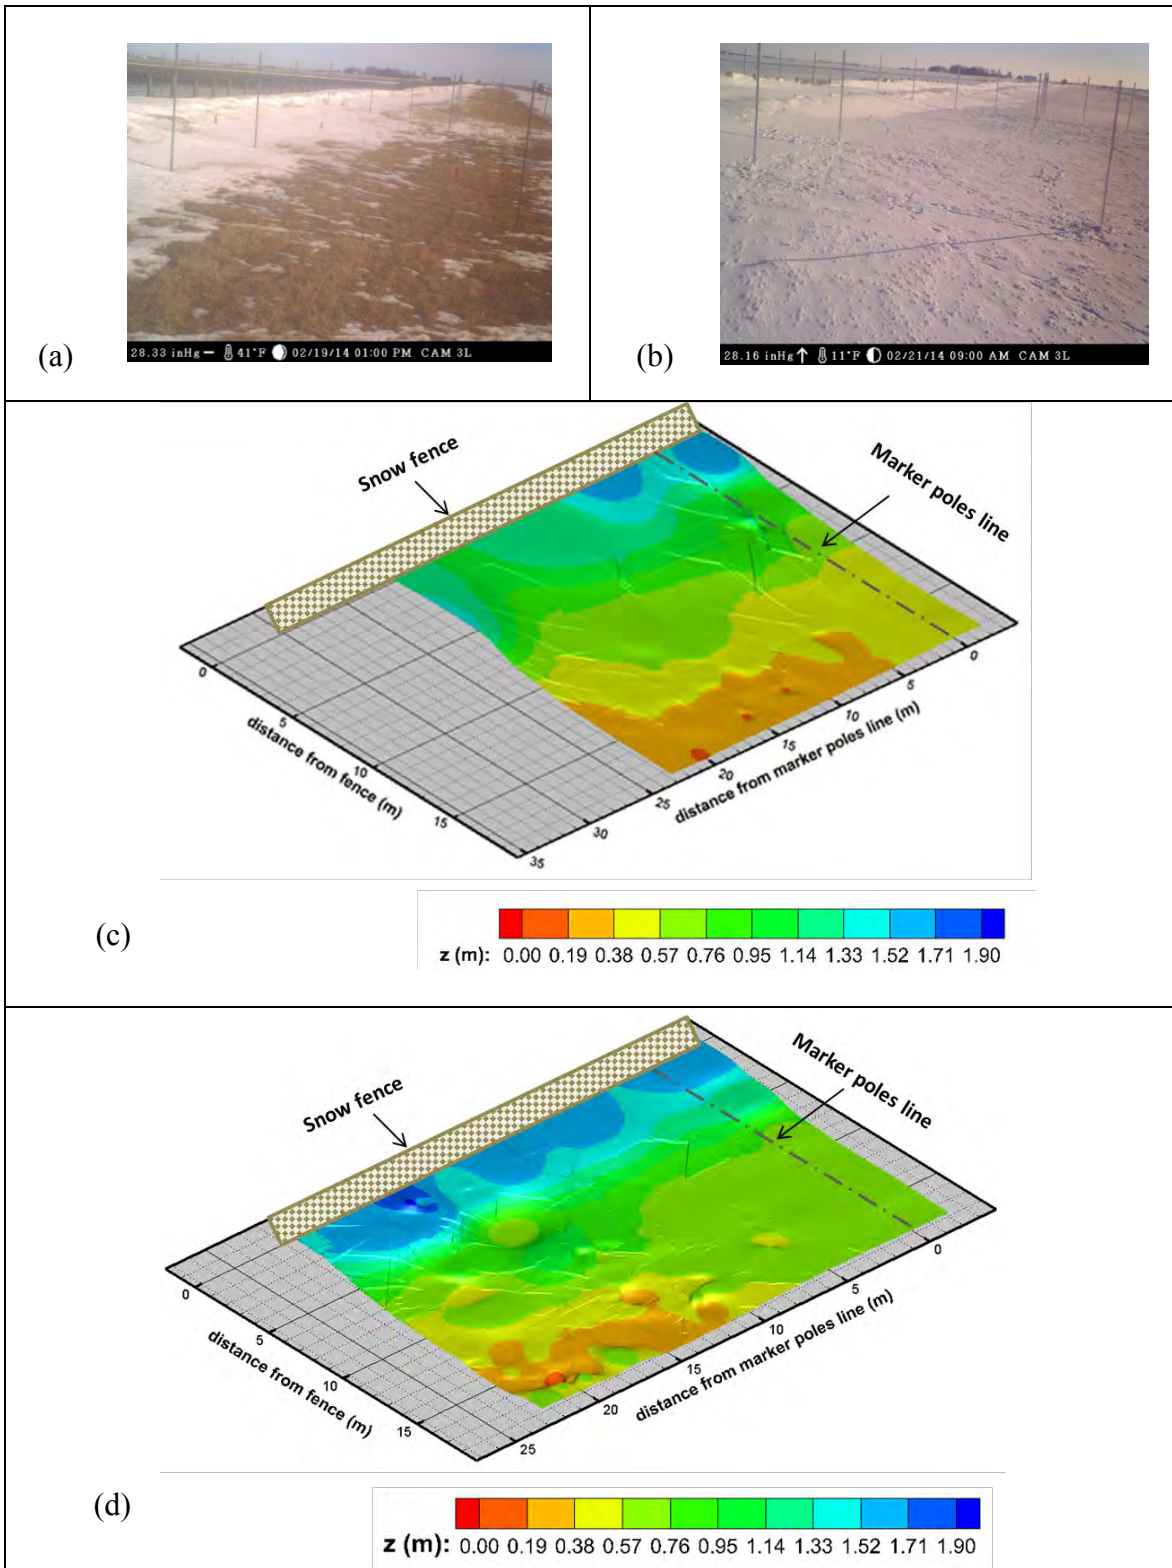 28.33 inHg − 41°F 02/19/14 01:00 PM CAM 3L
(a)
28.16 inHg ↑ 11°F 02/21/14 09:00 AM CAM 3L
(b)
Snow fence
Marker poles line
0
5
10
15
distance from fence (m)
0
5
10
15
20
25
30
35
distance from marker poles line (m)
(c)
z (m): 0.00 0.19 0.38 0.57 0.76 0.95 1.14 1.33 1.52 1.71 1.90
Snow fence
Marker poles line
0
5
10
15
distance from fence (m)
0
5
10
15
20
25
distance from marker poles line (m)
(d)
z (m): 0.00 0.19 0.38 0.57 0.76 0.95 1.14 1.33 1.52 1.71 1.90